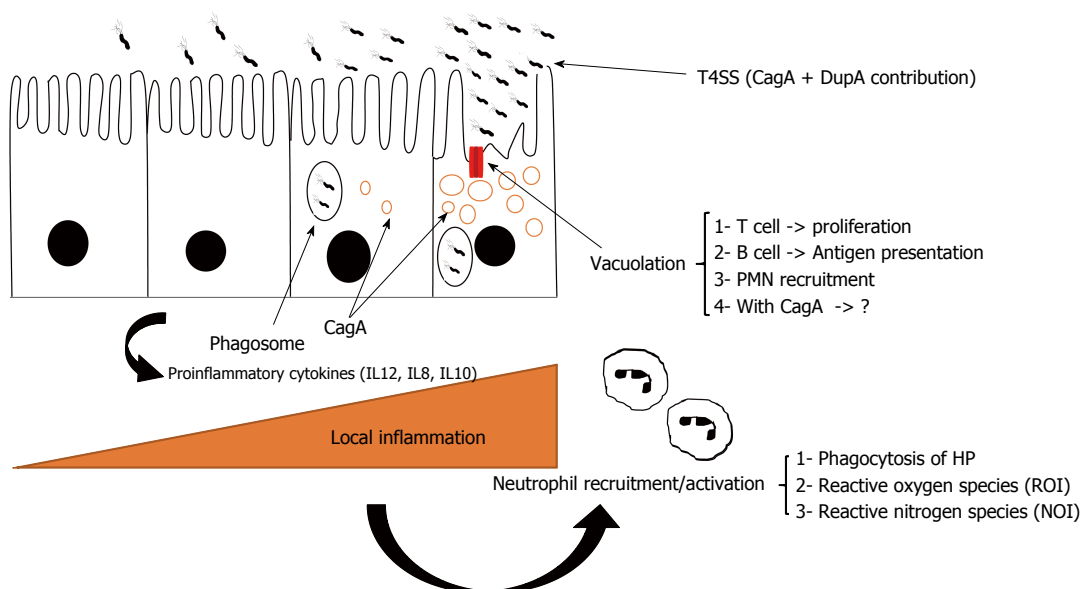 T4SS (CagA + DupA contribution)
1- T cell -> proliferation
2- B cell -> Antigen presentation
3- PMN recruitment
4- With CagA -> ?
Vacuolation
CagA
Phagosome
Proinflammatory cytokines (IL12, IL8, IL10)
Local inflammation
Neutrophil recruitment/activation
1- Phagocytosis of HP
2- Reactive oxygen species (ROI)
3- Reactive nitrogen species (NOI)